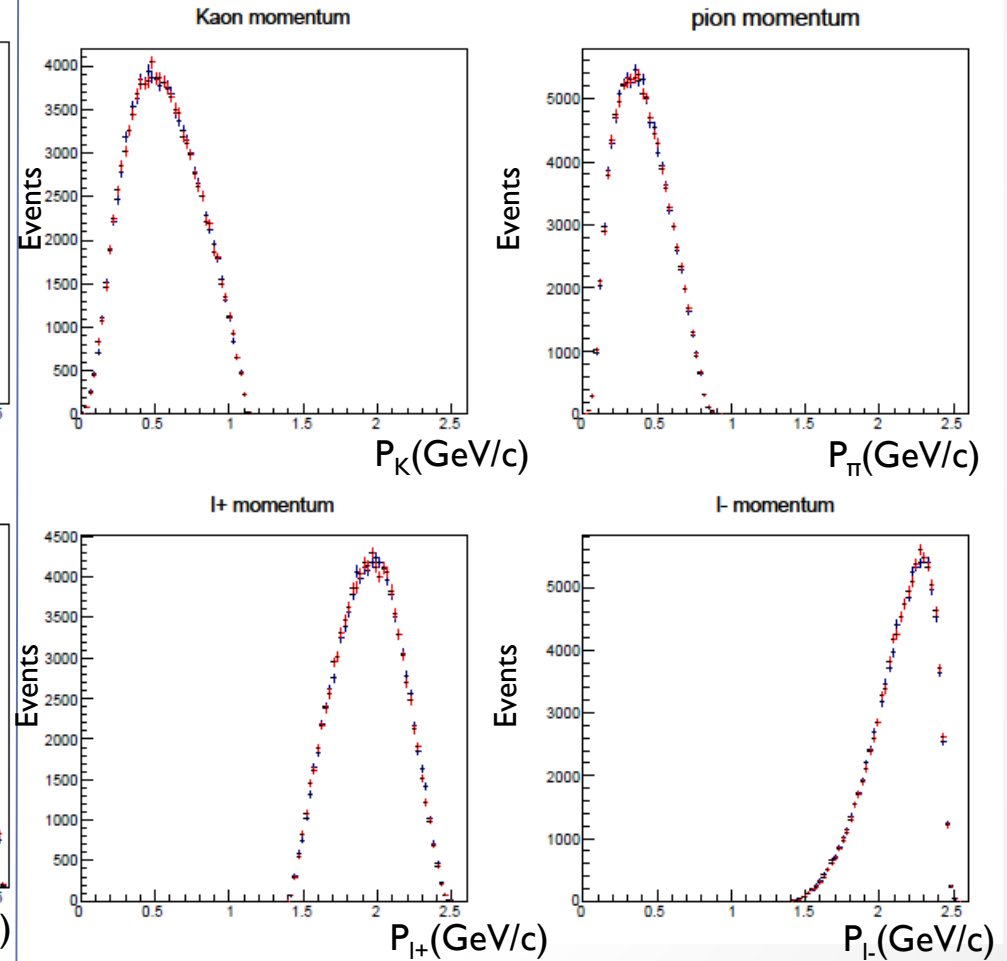 Kaon momentum
4000
3500
3000
2500
2000
1500
1000
500
0
Events
0 0.5 1 1.5 2 2.5
P_K(GeV/c)
pion momentum
5000
4000
3000
2000
1000
0
Events
0 0.5 1 1.5 2 2.5
P_π(GeV/c)
l+ momentum
4500
4000
3500
3000
2500
2000
1500
1000
500
0
Events
0 0.5 1 1.5 2 2.5
P_l+(GeV/c)
l- momentum
5000
4000
3000
2000
1000
0
Events
0 0.5 1 1.5 2 2.5
P_l-(GeV/c)
)